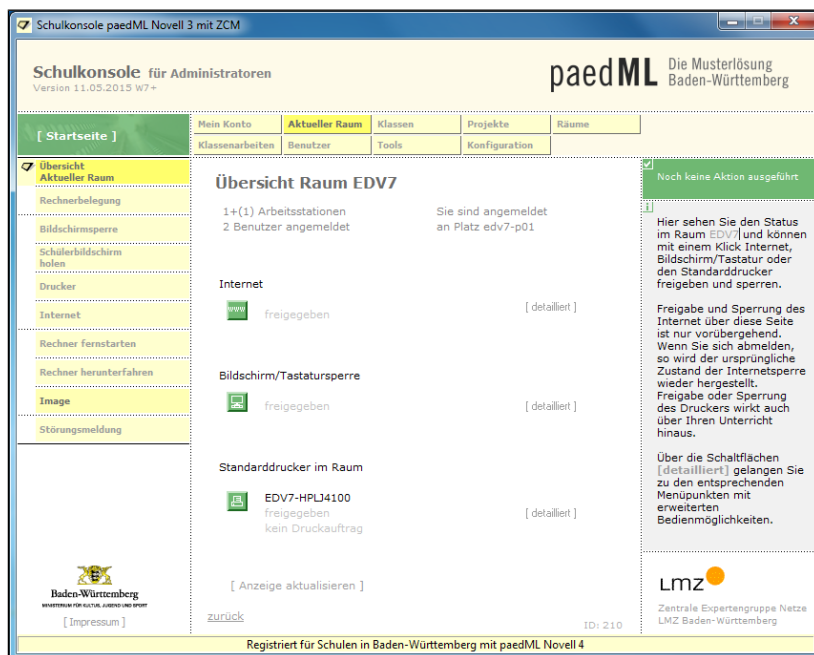 Schulkonsole paedML Novell 3 mit ZCM
Schulkonsole für Administratoren
Version 11.05.2015 W7+
paedML Die Musterlösung
Baden-Württemberg
[ Startseite ]
Mein Konto Aktueller Raum Klassen Projekte Räume
Klassenarbeiten Benutzer Tools Konfiguration
Übersicht
Aktueller Raum
Rechnerbelegung
Bildschirmsperre
Schülerbildschirm
holen
Drucker
Internet
Rechner fernstarten
Rechner herunterfahren
Image
Störungsmeldung
Baden-Württemberg
MINISTERIUM FÜR KULTUR, JUGEND UND SPORT
[ Impressum ]
Übersicht Raum EDV7
1+(1) Arbeitsstationen Sie sind angemeldet
2 Benutzer angemeldet an Platz edv7-p01
Internet
www freigegeben [ detailliert ]
Bildschirm/Tastatursperre
freigegeben [ detailliert ]
Standarddrucker im Raum
EDV7-HPLJ4100
freigegeben [ detailliert ]
kein Druckauftrag
[ Anzeige aktualisieren ]
zurück
ID: 210
Noch keine Aktion ausgeführt
Hier sehen Sie den Status
im Raum EDV7 und können
mit einem Klick Internet,
Bildschirm/Tastatur oder
den Standarddrucker
freigeben und sperren.
Freigabe und Sperrung des
Internet über diese Seite
ist nur vorübergehend.
Wenn Sie sich abmelden,
so wird der ursprüngliche
Zustand der Internetsperre
wieder hergestellt.
Freigabe oder Sperrung
des Druckers wirkt auch
über Ihren Unterricht
hinaus.
Über die Schaltflächen
[detailliert] gelangen Sie
zu den entsprechenden
Menüpunkten mit
erweiterten
Bedienmöglichkeiten.
LMZ
Zentrale Expertengruppe Netze
LMZ Baden-Württemberg
Registriert für Schulen in Baden-Württemberg mit paedML Novell 4